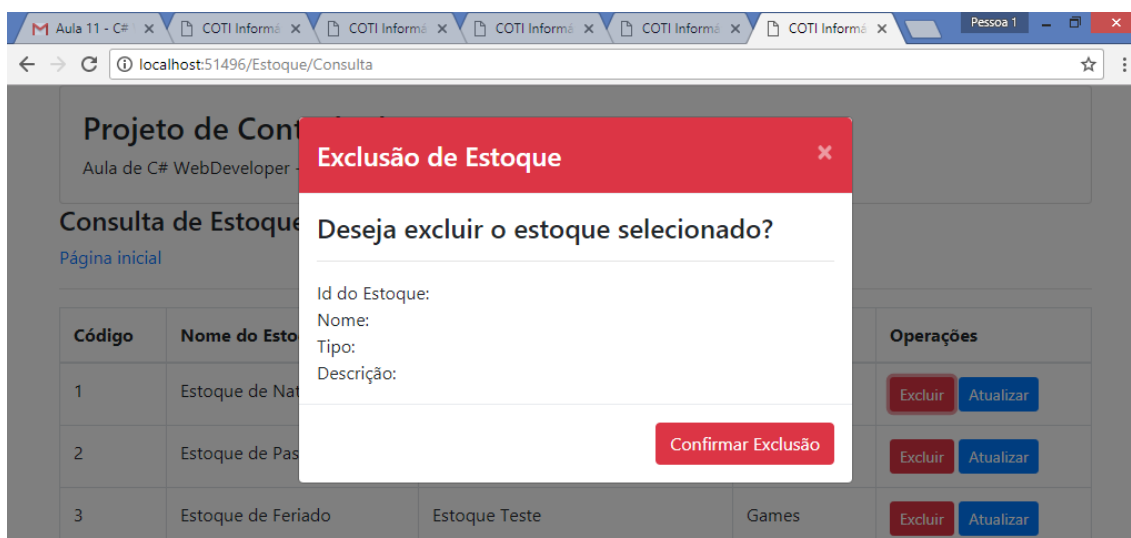 Aula 11 - C#
COTI Informá
COTI Informá
COTI Informá
COTI Informá
COTI Informá
Pessoa 1
localhost:51496/Estoque/Consulta
Projeto de Cont
Aula de C# WebDeveloper -
Exclusão de Estoque
×
Consulta de Estoque
Página inicial
Deseja excluir o estoque selecionado?
Id do Estoque:
Nome:
Tipo:
Descrição:
Confirmar Exclusão
Código Nome do Esto Operações
1 Estoque de Nat Excluir Atualizar
2 Estoque de Pas Excluir Atualizar
3 Estoque de Feriado Estoque Teste Games Excluir Atualizar